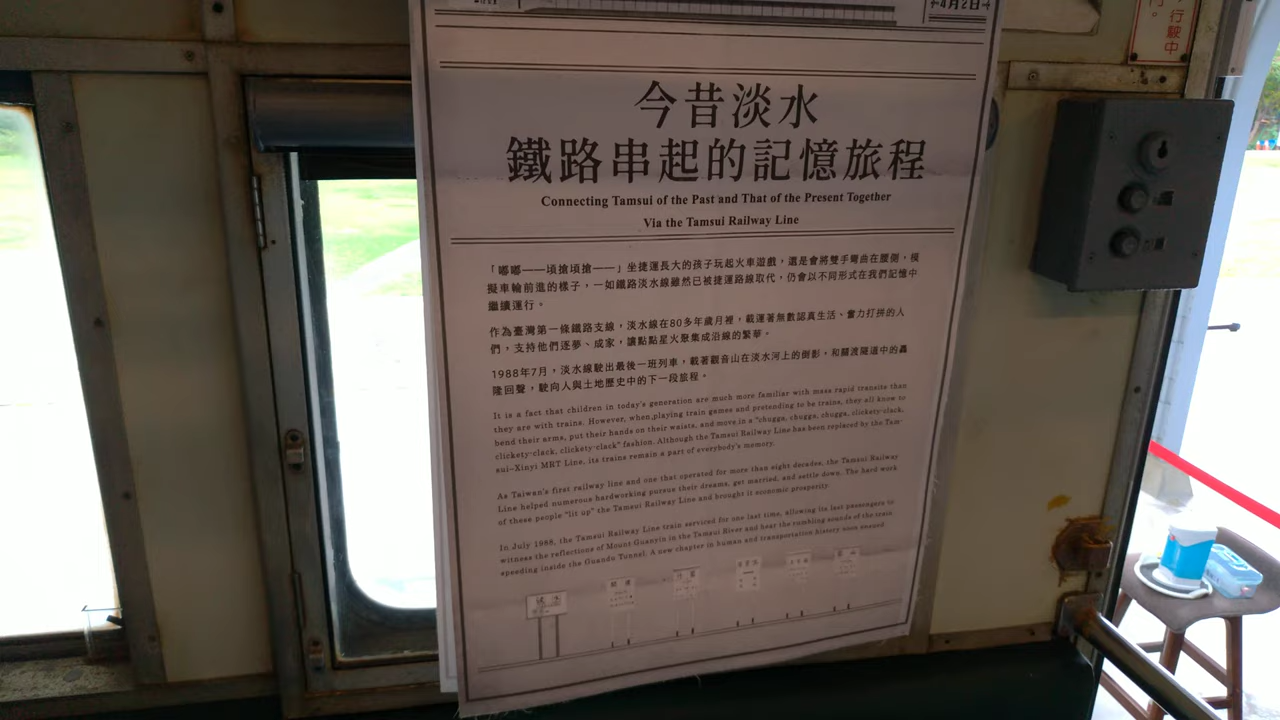 4月2日
行駛中
行。
今昔淡水
鐵路串起的記憶旅程
Connecting Tamsui of the Past and That of the Present Together
Via the Tamsui Railway Line
「嘟嘟——頃搶頃搶——」坐捷運長大的孩子玩起火車遊戲，還是會將雙手彎曲在腰側，模
擬車輪前進的樣子，一如鐵路淡水線雖然已被捷運路線取代，仍會以不同形式在我們記憶中
繼續運行。
作為臺灣第一條鐵路支線，淡水線在80多年歲月裡，載運著無數認真生活、奮力打拼的人
們，支持他們逐夢、成家，讓點點星火聚集成沿線的繁華。
1988年7月，淡水線駛出最後一班列車，載著觀音山在淡水河上的倒影，和關渡隧道中的轟
隆回聲，駛向人與土地歷史中的下一段旅程。
It is a fact that children in today's generation are much more familiar with mass rapid transits than
they are with trains. However, when playing train games and pretending to be trains, they all know to
bend their arms, put their hands on their waists, and move in a "chugga, chugga, chugga, clickety-clack,
clickety-clack, clickety-clack" fashion. Although the Tamsui Railway Line has been replaced by the Tam-
sui–Xinyi MRT Line, its trains remain a part of everybody's memory.
As Taiwan's first railway line and one that operated for more than eight decades, the Tamsui Railway
Line helped numerous hardworking pursue their dreams, get married, and settle down. The hard work
of these people "lit up" the Tamsui Railway Line and brought it economic prosperity.
In July 1988, the Tamsui Railway Line train serviced for one last time, allowing its last passengers to
witness the reflections of Mount Guanyin in the Tamsui River and hear the rumbling sounds of the train
speeding inside the Guandu Tunnel. A new chapter in human and transportation history soon ensued.